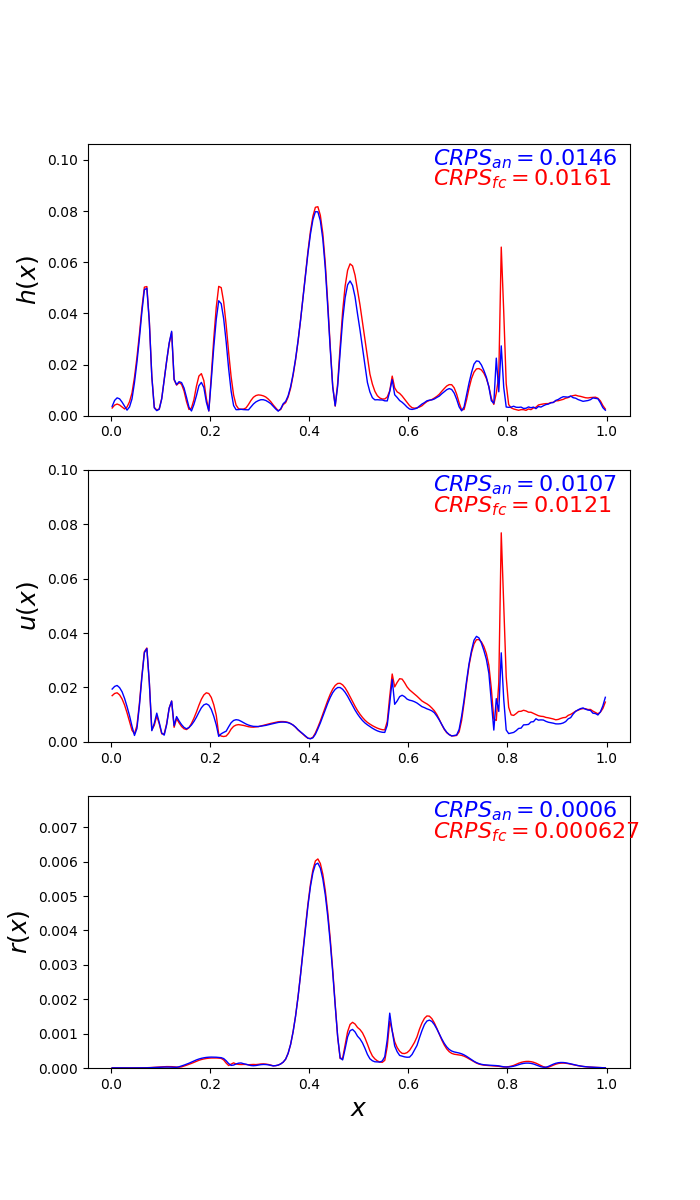 CRPS_an = 0.0146
CRPS_fc = 0.0161
h(x)
0.10
0.08
0.06
0.04
0.02
0.00
0.0 0.2 0.4 0.6 0.8 1.0
CRPS_an = 0.0107
CRPS_fc = 0.0121
u(x)
0.10
0.08
0.06
0.04
0.02
0.00
0.0 0.2 0.4 0.6 0.8 1.0
CRPS_an = 0.0006
CRPS_fc = 0.000627
r(x)
0.007
0.006
0.005
0.004
0.003
0.002
0.001
0.000
0.0 0.2 0.4 0.6 0.8 1.0
x